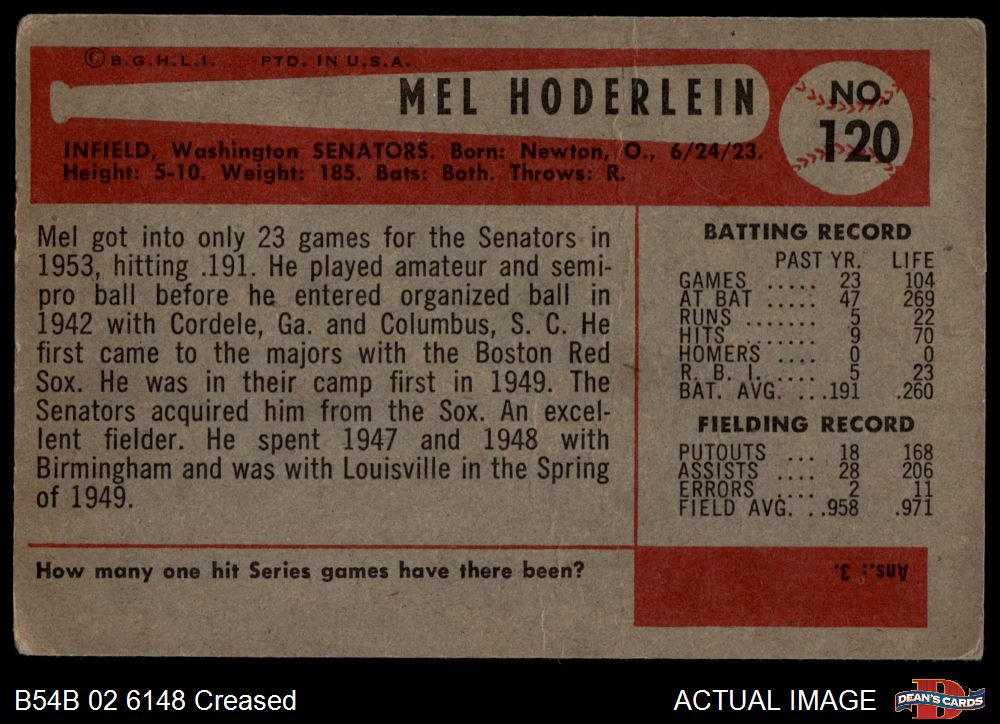 ©B.G.H.L.I. PTD. IN U.S.A.
MEL HODERLEIN
NO.
120
INFIELD, Washington SENATORS. Born: Newton, O., 6/24/23.
Height: 5-10. Weight: 185. Bats: Both. Throws: R.
Mel got into only 23 games for the Senators in
1953, hitting .191. He played amateur and semi-
pro ball before he entered organized ball in
1942 with Cordele, Ga. and Columbus, S. C. He
first came to the majors with the Boston Red
Sox. He was in their camp first in 1949. The
Senators acquired him from the Sox. An excel-
lent fielder. He spent 1947 and 1948 with
Birmingham and was with Louisville in the Spring
of 1949.
BATTING RECORD
PAST YR. LIFE
GAMES ..... 23 104
AT BAT ..... 47 269
RUNS ....... 5 22
HITS ....... 9 70
HOMERS .... 0 0
R. B. I. .... 5 23
BAT. AVG. ...191 .260
FIELDING RECORD
PUTOUTS ... 18 168
ASSISTS .... 28 206
ERRORS .... 2 11
FIELD AVG. ..958 .971
How many one hit Series games have there been?
Ans.: 3.
B54B 02 6148 Creased
ACTUAL IMAGE
DEAN'S CARDS